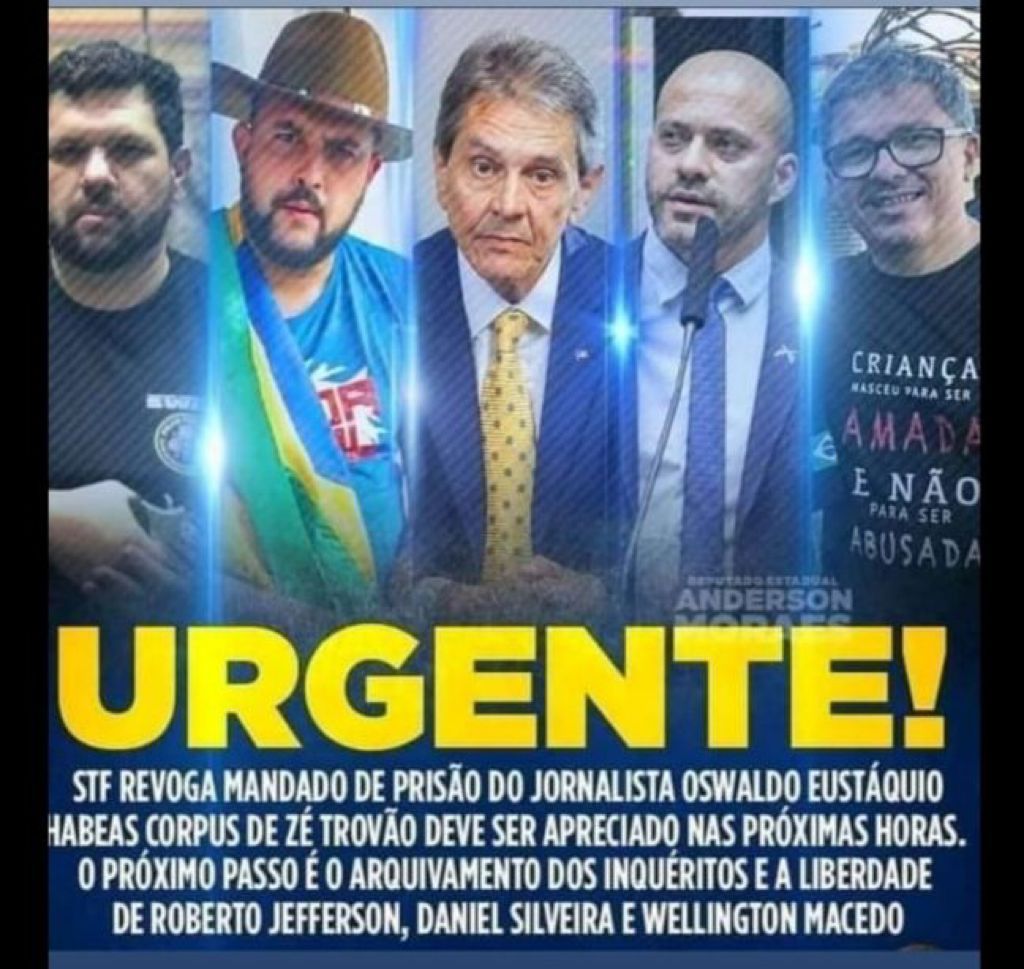 CRIANÇA
NASCEU PARA SER
AMADA
E NÃO
PARA SER
ABUSADA
DEPUTADO ESTADUAL
ANDERSON
MORAES
URGENTE!
STF REVOGA MANDADO DE PRISÃO DO JORNALISTA OSWALDO EUSTÁQUIO
HABEAS CORPUS DE ZÉ TROVÃO DEVE SER APRECIADO NAS PRÓXIMAS HORAS.
O PRÓXIMO PASSO É O ARQUIVAMENTO DOS INQUÉRITOS E A LIBERDADE
DE ROBERTO JEFFERSON, DANIEL SILVEIRA E WELLINGTON MACEDO